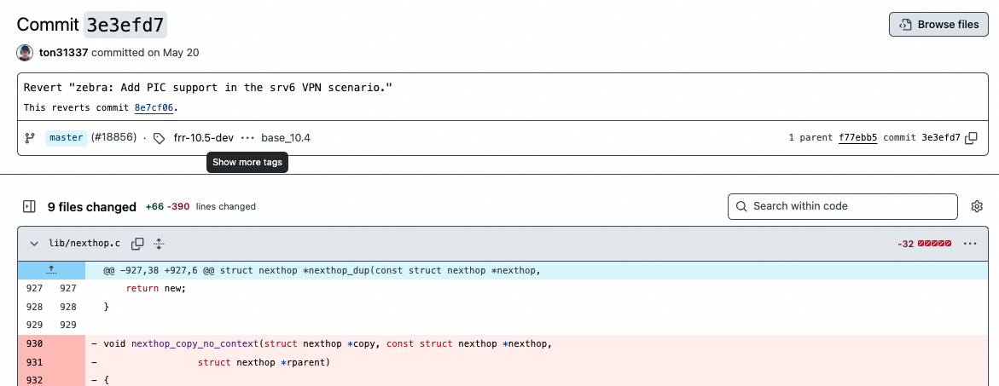 Commit 3e3efd7
Browse files
ton31337 committed on May 20
Revert "zebra: Add PIC support in the srv6 VPN scenario."
This reverts commit 8e7cf06.
master (#18856) · frr-10.5-dev ··· base_10.4
1 parent f77ebb5 commit 3e3efd7
Show more tags
9 files changed +66 -390 lines changed
Search within code
lib/nexthop.c
-32
@@ -927,38 +927,6 @@ struct nexthop *nexthop_dup(const struct nexthop *nexthop,
927 927 return new;
928 928 }
929 929
930 - void nexthop_copy_no_context(struct nexthop *copy, const struct nexthop *nexthop,
931 - struct nexthop *rparent)
932 - {